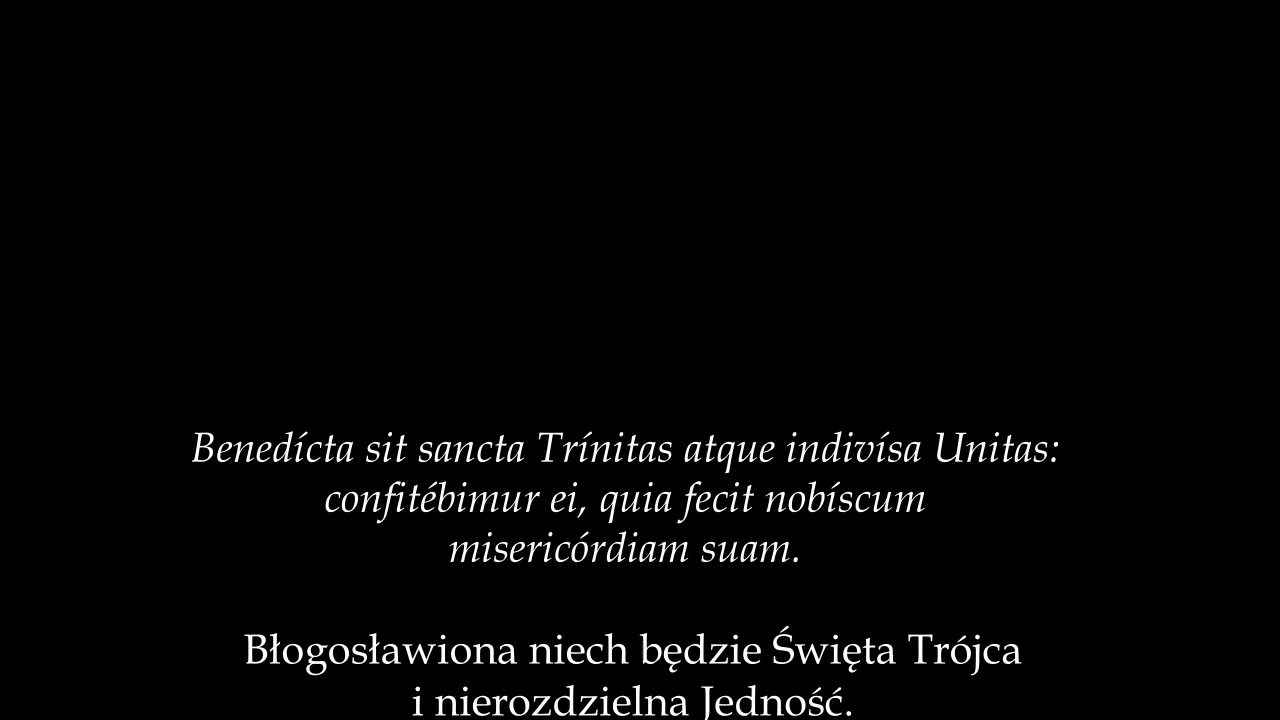 Benedícta sit sancta Trínitas atque indivísa Unitas:
confitébimur ei, quia fecit nobíscum
misericórdiam suam.
Błogosławiona niech będzie Święta Trójca
i nierozdzielna Jedność.